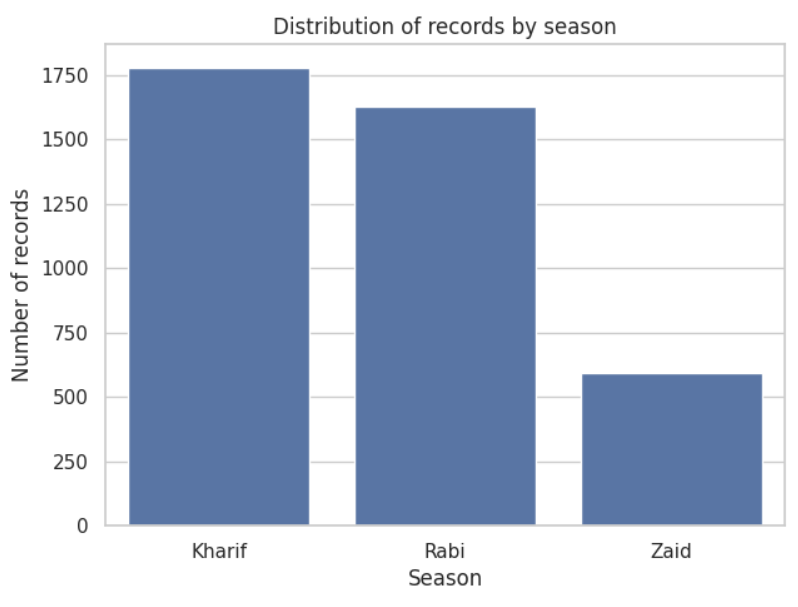 Distribution of records by season
Number of records
1750
1500
1250
1000
750
500
250
0
Kharif Rabi Zaid
Season